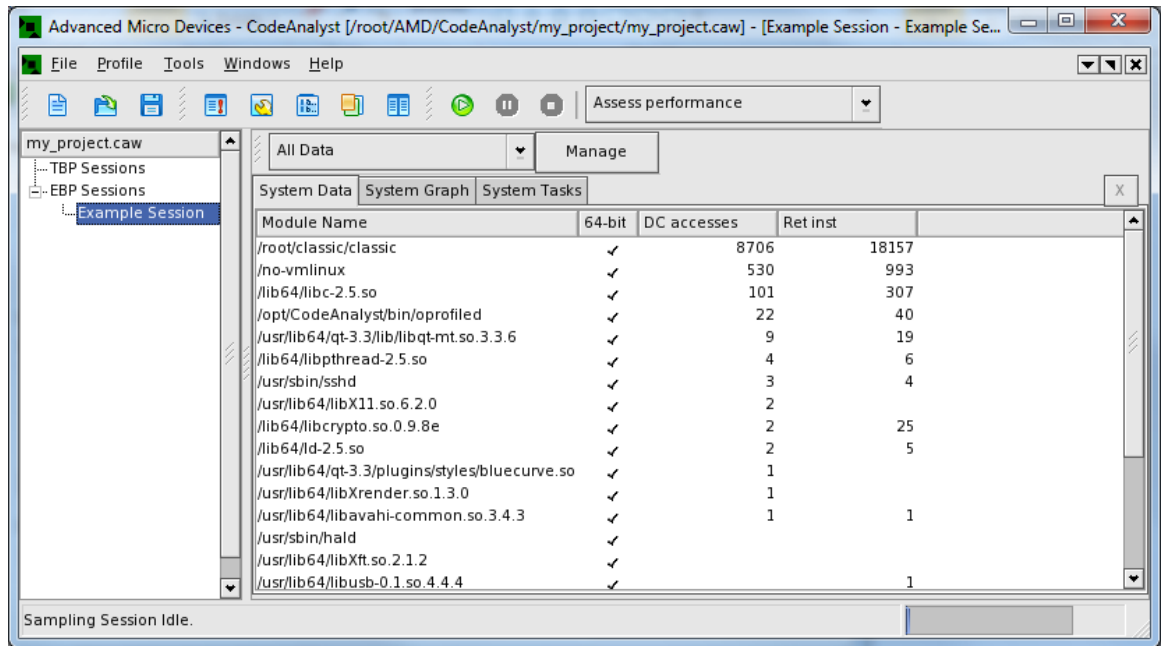 Advanced Micro Devices - CodeAnalyst [/root/AMD/CodeAnalyst/my_project/my_project.caw] - [Example Session - Example Se...
File Profile Tools Windows Help
Assess performance
my_project.caw
TBP Sessions
EBP Sessions
Example Session
All Data
Manage
System Data System Graph System Tasks X
Module Name 64-bit DC accesses Ret inst
/root/classic/classic ✓ 8706 18157
/no-vmlinux ✓ 530 993
/lib64/libc-2.5.so ✓ 101 307
/opt/CodeAnalyst/bin/oprofiled ✓ 22 40
/usr/lib64/qt-3.3/lib/libqt-mt.so.3.3.6 ✓ 9 19
/lib64/libpthread-2.5.so ✓ 4 6
/usr/sbin/sshd ✓ 3 4
/usr/lib64/libX11.so.6.2.0 ✓ 2
/lib64/libcrypto.so.0.9.8e ✓ 2 25
/lib64/ld-2.5.so ✓ 2 5
/usr/lib64/qt-3.3/plugins/styles/bluecurve.so ✓ 1
/usr/lib64/libXrender.so.1.3.0 ✓ 1
/usr/lib64/libavahi-common.so.3.4.3 ✓ 1 1
/usr/sbin/hald ✓
/usr/lib64/libXft.so.2.1.2 ✓
/usr/lib64/libusb-0.1.so.4.4.4 ✓ 1
Sampling Session Idle.